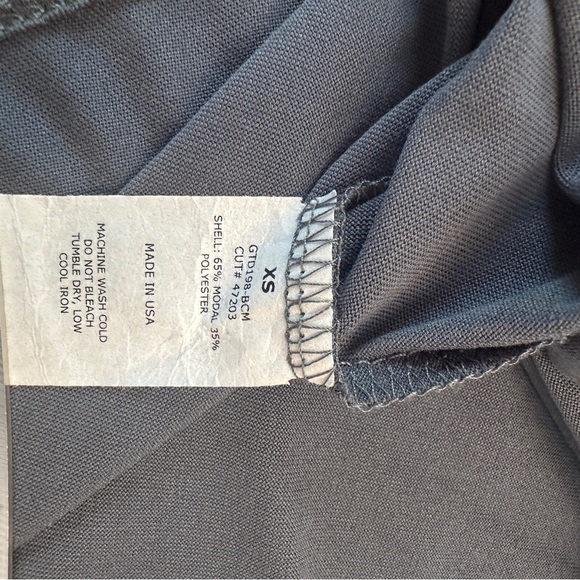 XS
GTD198-BCM
CUT# 47203
SHELL: 65% MODAL 35%
POLYESTER
MADE IN USA
MACHINE WASH COLD
DO NOT BLEACH
TUMBLE DRY, LOW
COOL IRON